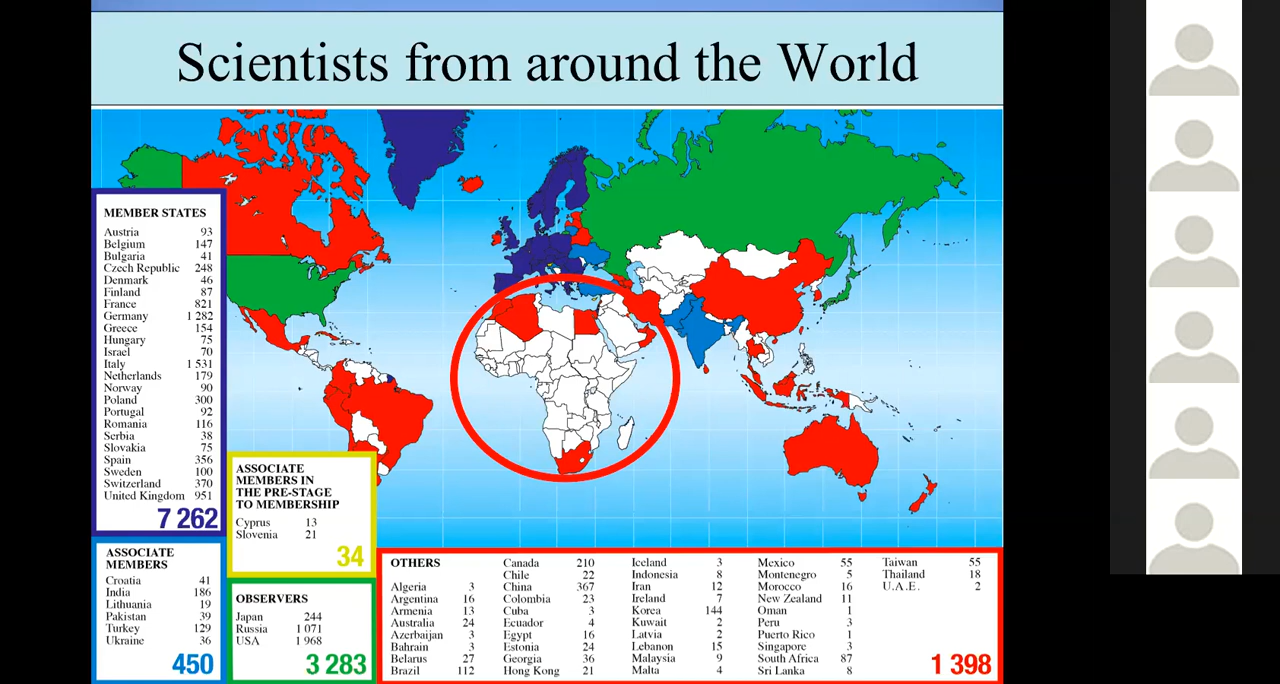 Scientists from around the World
MEMBER STATES
Austria 93
Belgium 147
Bulgaria 41
Czech Republic 248
Denmark 46
Finland 87
France 821
Germany 1 282
Greece 154
Hungary 75
Israel 70
Italy 1 531
Netherlands 179
Norway 90
Poland 300
Portugal 92
Romania 116
Serbia 38
Slovakia 75
Spain 356
Sweden 100
Switzerland 370
United Kingdom 951
7 262
ASSOCIATE
MEMBERS
Croatia 41
India 186
Lithuania 19
Pakistan 39
Turkey 129
Ukraine 36
450
ASSOCIATE
MEMBERS IN
THE PRE-STAGE
TO MEMBERSHIP
Cyprus 13
Slovenia 21
34
OBSERVERS
Japan 244
Russia 1 071
USA 1 968
3 283
OTHERS
Algeria 3
Argentina 16
Armenia 13
Australia 24
Azerbaijan 3
Bahrain 3
Belarus 27
Brazil 112
Canada 210
Chile 22
China 367
Colombia 23
Cuba 3
Ecuador 4
Egypt 16
Estonia 24
Georgia 36
Hong Kong 21
Iceland 3
Indonesia 8
Iran 12
Ireland 7
Korea 144
Kuwait 2
Latvia 2
Lebanon 15
Malaysia 9
Malta 4
Mexico 55
Montenegro 5
Morocco 16
New Zealand 11
Oman 1
Peru 3
Puerto Rico 1
Singapore 3
South Africa 87
Sri Lanka 8
Taiwan 55
Thailand 18
U.A.E. 2
1 398